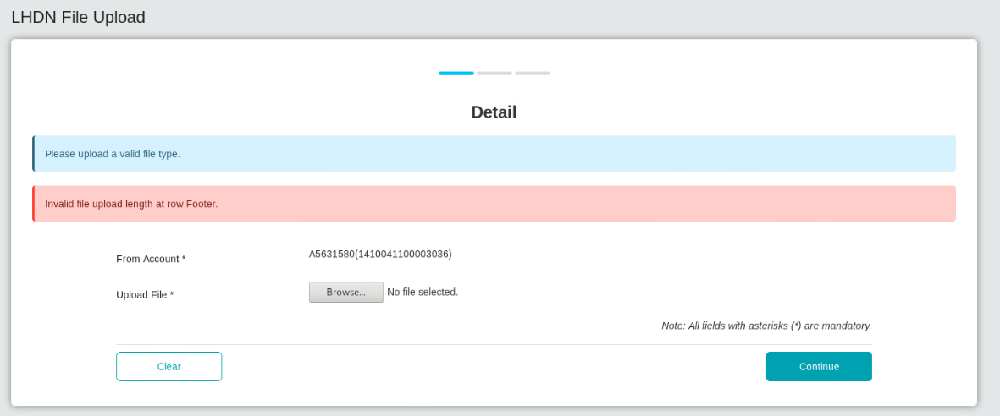 LHDN File Upload
Detail
Please upload a valid file type.
Invalid file upload length at row Footer.
From Account *
A5631580(1410041100003036)
Upload File *
Browse...
No file selected.
Note: All fields with asterisks (*) are mandatory.
Clear
Continue